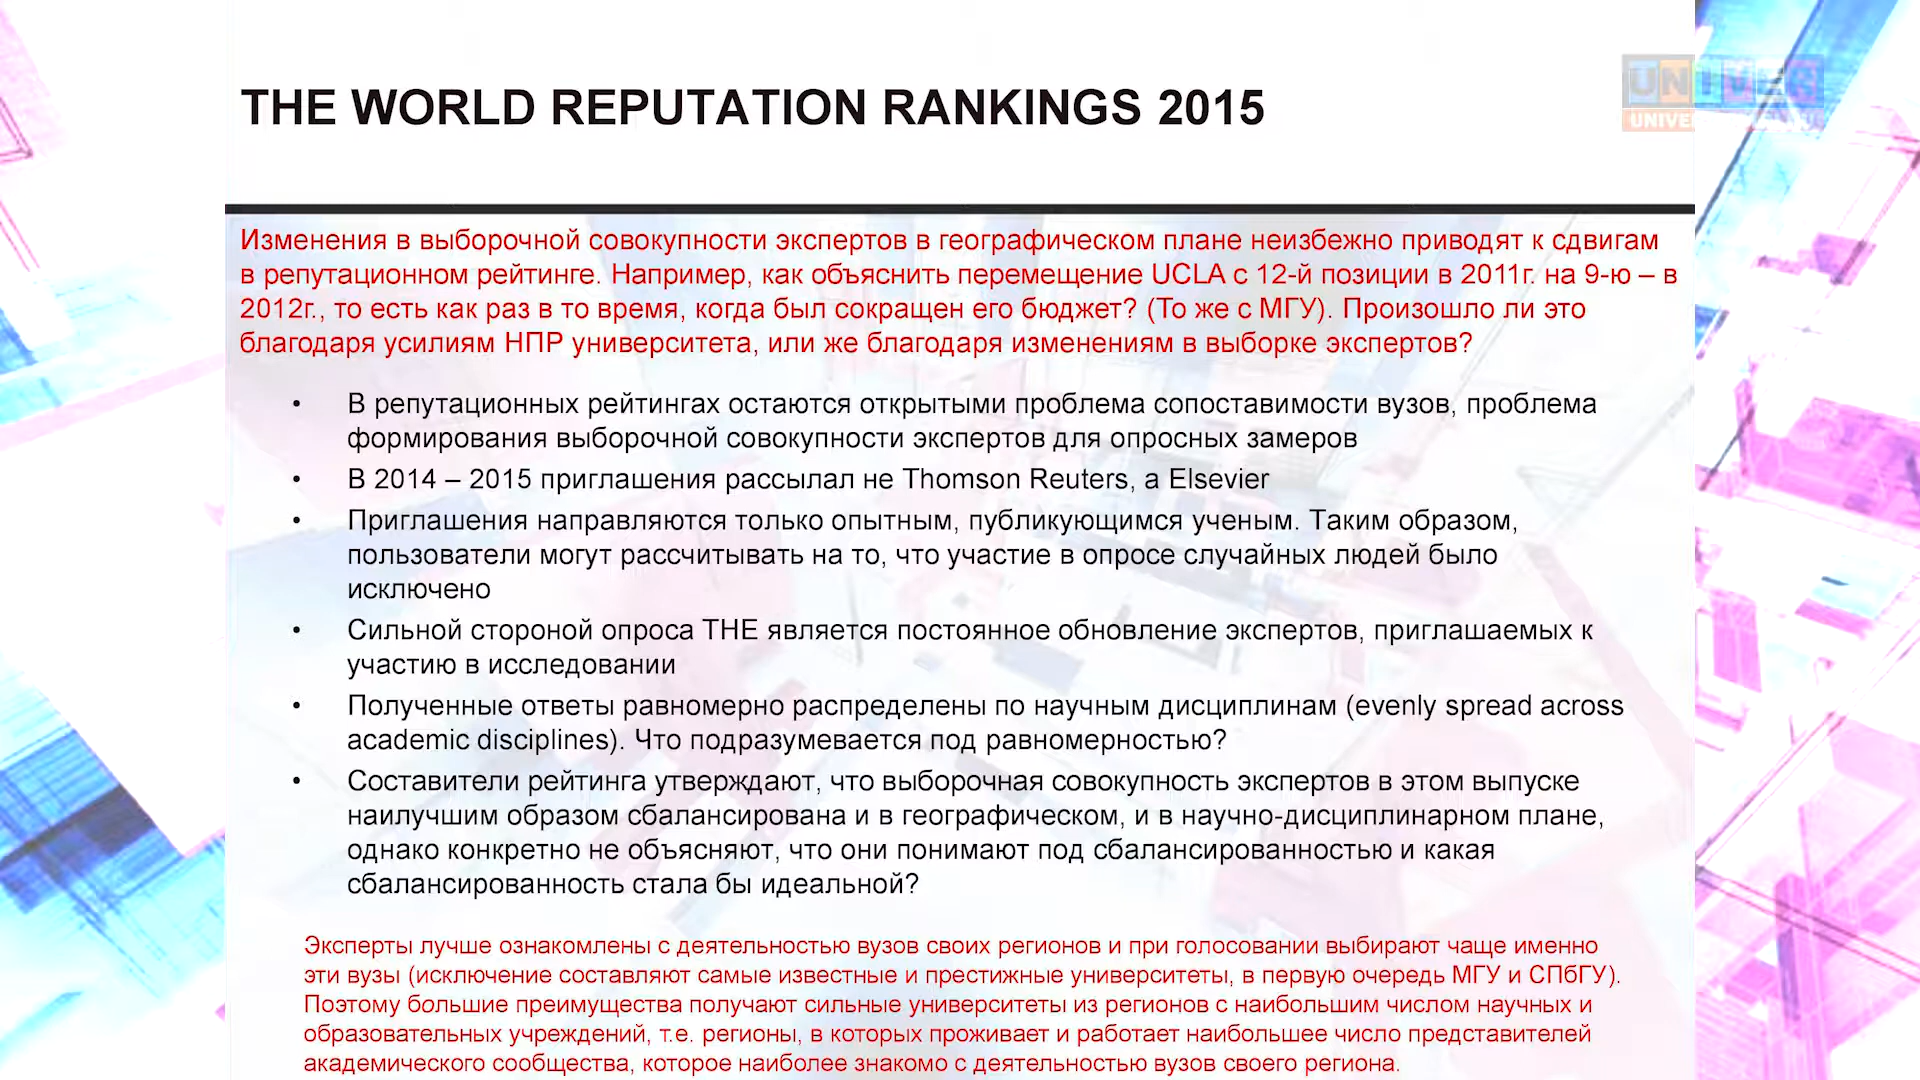 THE WORLD REPUTATION RANKINGS 2015
UNIVER
UNIVE
Изменения в выборочной совокупности экспертов в географическом плане неизбежно приводят к сдвигам
в репутационном рейтинге. Например, как объяснить перемещение UCLA с 12-й позиции в 2011г. на 9-ю – в
2012г., то есть как раз в то время, когда был сокращен его бюджет? (То же с МГУ). Произошло ли это
благодаря усилиям НПР университета, или же благодаря изменениям в выборке экспертов?
• В репутационных рейтингах остаются открытыми проблема сопоставимости вузов, проблема
формирования выборочной совокупности экспертов для опросных замеров
• В 2014 – 2015 приглашения рассылал не Thomson Reuters, а Elsevier
• Приглашения направляются только опытным, публикующимся ученым. Таким образом,
пользователи могут рассчитывать на то, что участие в опросе случайных людей было
исключено
• Сильной стороной опроса THE является постоянное обновление экспертов, приглашаемых к
участию в исследовании
• Полученные ответы равномерно распределены по научным дисциплинам (evenly spread across
academic disciplines). Что подразумевается под равномерностью?
• Составители рейтинга утверждают, что выборочная совокупность экспертов в этом выпуске
наилучшим образом сбалансирована и в географическом, и в научно-дисциплинарном плане,
однако конкретно не объясняют, что они понимают под сбалансированностью и какая
сбалансированность стала бы идеальной?
Эксперты лучше ознакомлены с деятельностью вузов своих регионов и при голосовании выбирают чаще именно
эти вузы (исключение составляют самые известные и престижные университеты, в первую очередь МГУ и СПбГУ).
Поэтому большие преимущества получают сильные университеты из регионов с наибольшим числом научных и
образовательных учреждений, т.е. регионы, в которых проживает и работает наибольшее число представителей
академического сообщества, которое наиболее знакомо с деятельностью вузов своего региона.